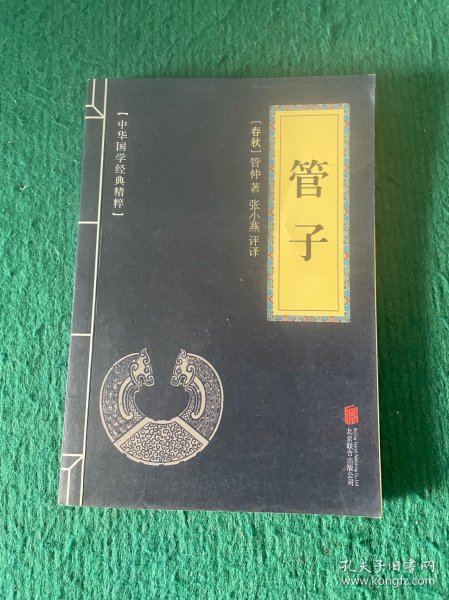 管子
[春秋] 管仲 著 张小燕 评译
【中华国学经典精粹】
北京联合出版公司
孔夫子旧书网
www.kongfz.com